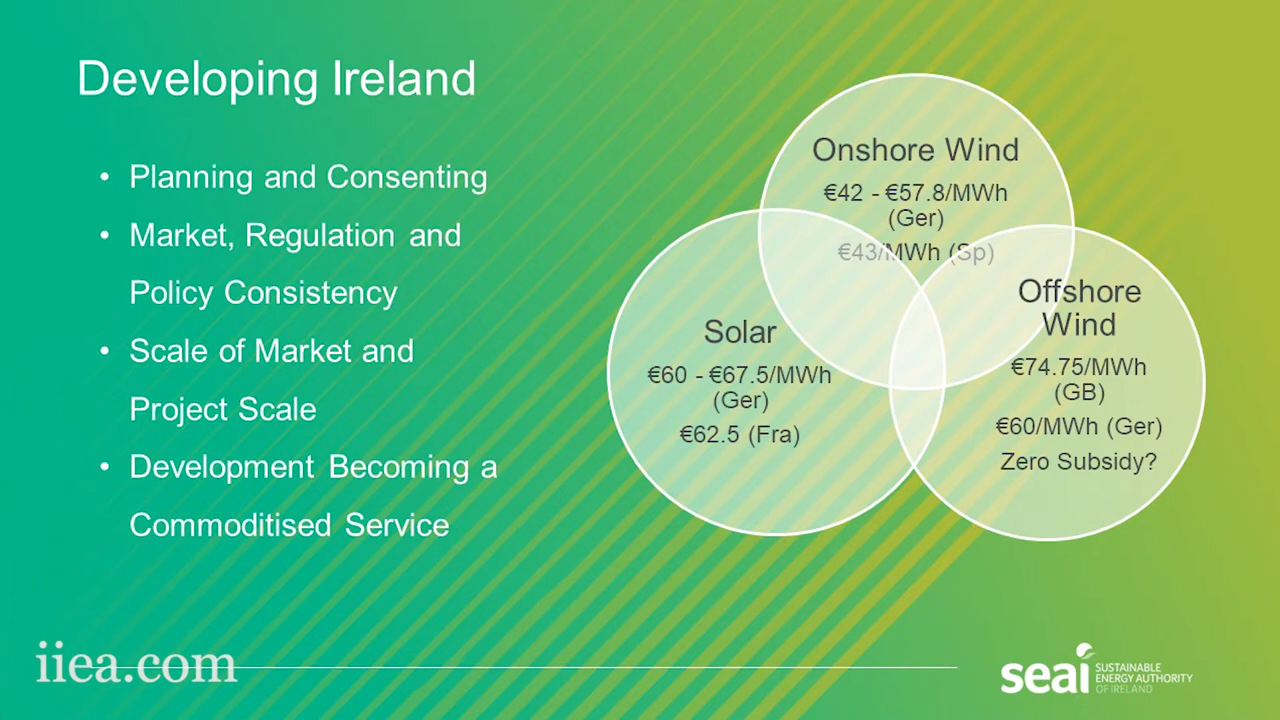 Developing Ireland
• Planning and Consenting
• Market, Regulation and
Policy Consistency
• Scale of Market and
Project Scale
• Development Becoming a
Commoditised Service
Onshore Wind
€42 - €57.8/MWh
(Ger)
€43/MWh (Sp)
Solar
€60 - €67.5/MWh
(Ger)
€62.5 (Fra)
Offshore
Wind
€74.75/MWh
(GB)
€60/MWh (Ger)
Zero Subsidy?
iiea.com
seai
SUSTAINABLE
ENERGY AUTHORITY
OF IRELAND